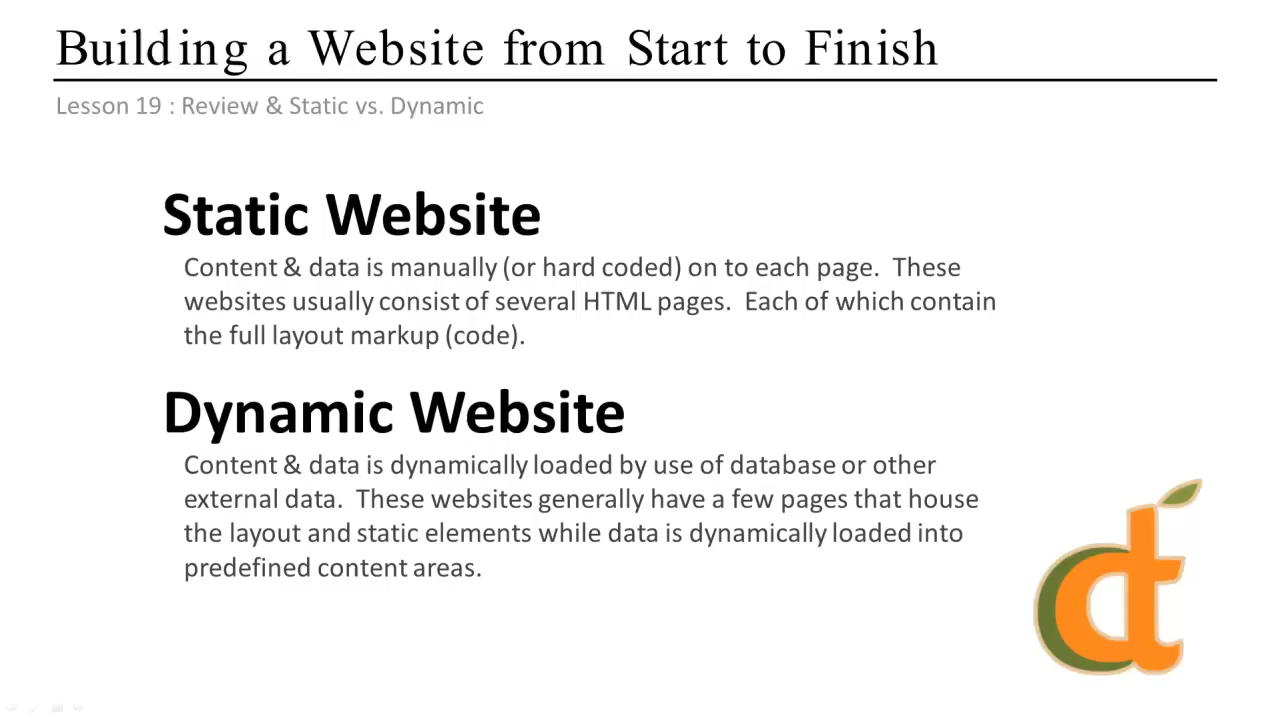 Building a Website from Start to Finish
Lesson 19 : Review & Static vs. Dynamic
Static Website
Content & data is manually (or hard coded) on to each page.  These
websites usually consist of several HTML pages.  Each of which contain
the full layout markup (code).
Dynamic Website
Content & data is dynamically loaded by use of database or other
external data.  These websites generally have a few pages that house
the layout and static elements while data is dynamically loaded into
predefined content areas.
dt